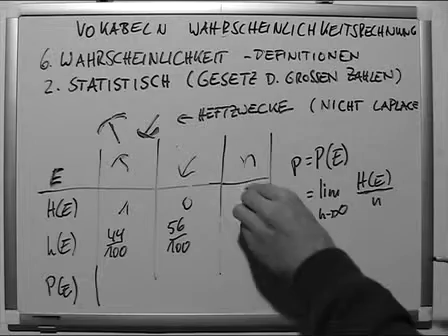 VOKABELN WAHRSCHEINLICHKEITSRECHNUNG
6. WAHRSCHEINLICHKEIT - DEFINITIONEN
2. STATISTISCH (GESETZ D. GROSSEN ZAHLEN)
← HEFTZWECKE (NICHT LAPLACE
E n p = P(E)
H(E) 1 0 = lim n→∞ H(E)/n
h(E) 44/100 56/100
P(E)